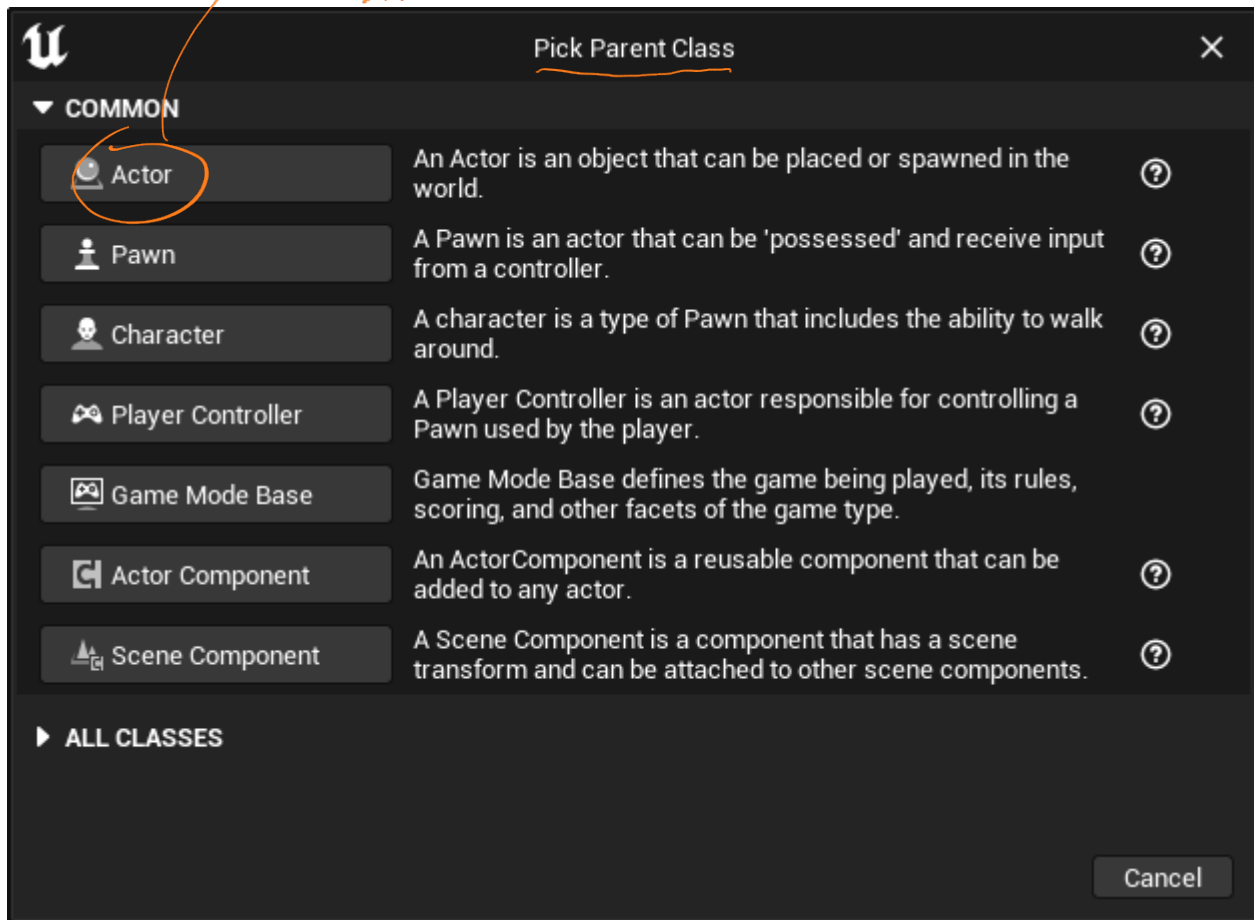 Pick Parent Class
COMMON
Actor
An Actor is an object that can be placed or spawned in the
world.
Pawn
A Pawn is an actor that can be 'possessed' and receive input
from a controller.
Character
A character is a type of Pawn that includes the ability to walk
around.
Player Controller
A Player Controller is an actor responsible for controlling a
Pawn used by the player.
Game Mode Base
Game Mode Base defines the game being played, its rules,
scoring, and other facets of the game type.
Actor Component
An ActorComponent is a reusable component that can be
added to any actor.
Scene Component
A Scene Component is a component that has a scene
transform and can be attached to other scene components.
ALL CLASSES
Cancel